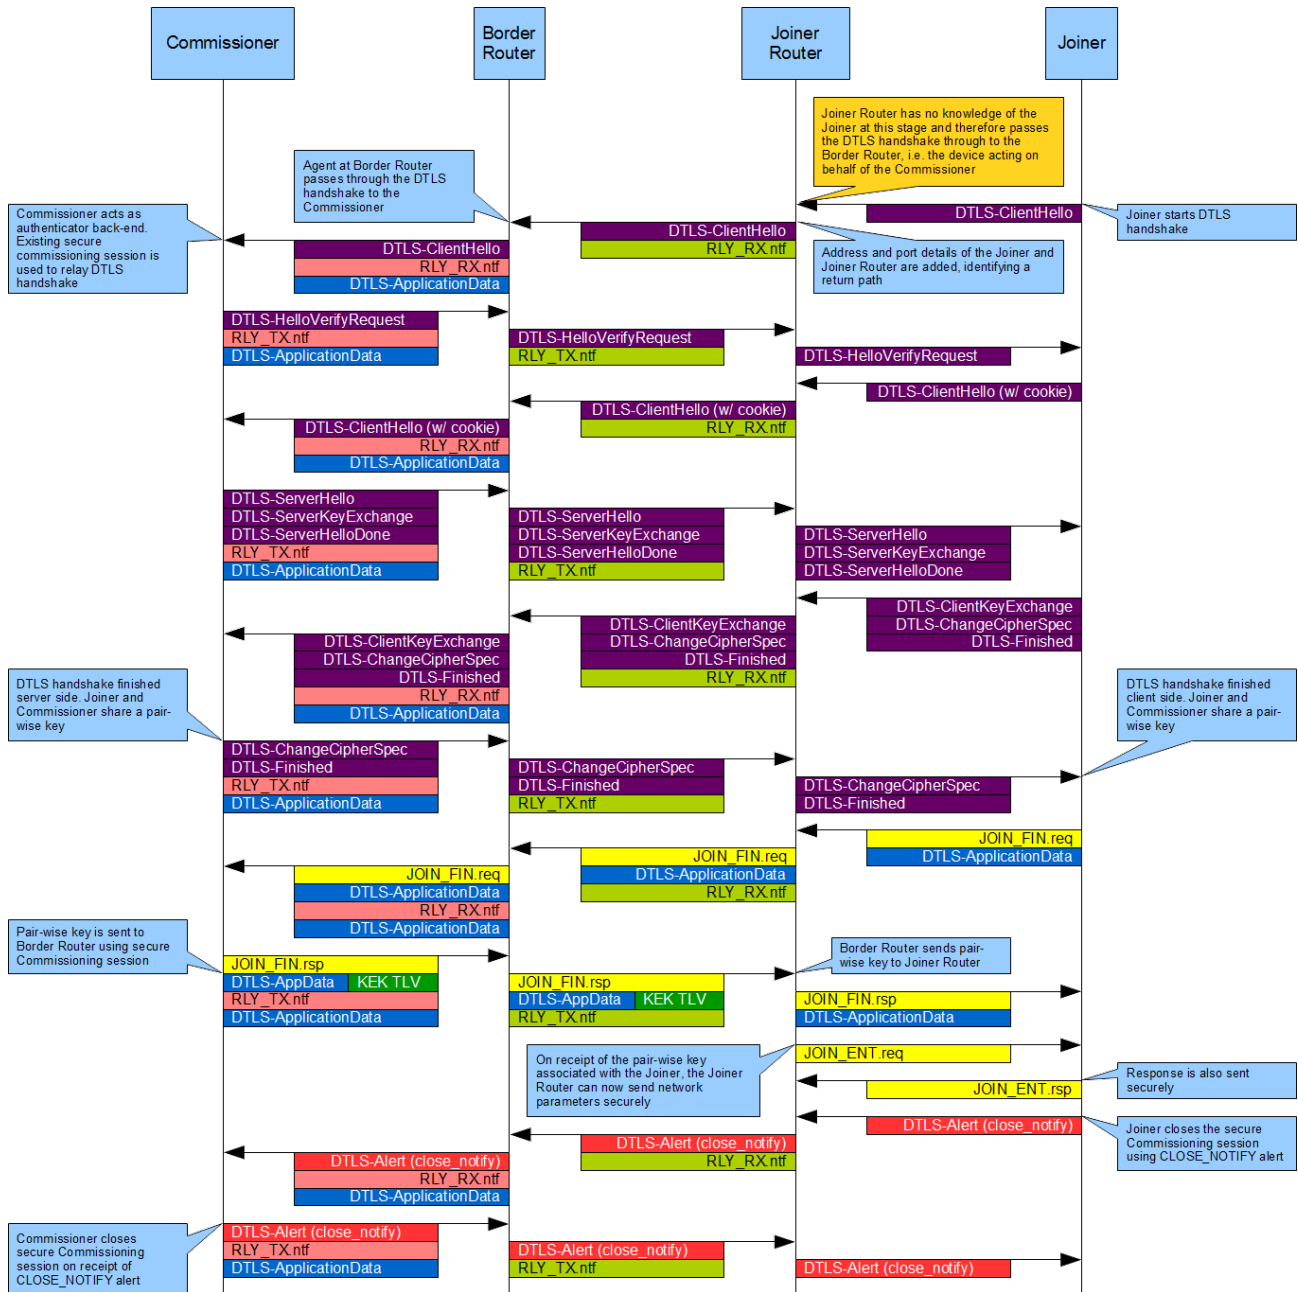 Commissioner
Border
Router
Joiner
Router
Joiner
Joiner Router has no knowledge of the
Joiner at this stage and therefore passes
the DTLS handshake through to the
Border Router, i.e. the device acting on
behalf of the Commissioner
Agent at Border Router
passes through the DTLS
handshake to the
Commissioner
Commissioner acts as
authenticator back-end.
Existing secure
commissioning session is
used to relay DTLS
handshake
Joiner starts DTLS
handshake
DTLS-ClientHello
DTLS-ClientHello
RLY_RX.ntf
Address and port details of the Joiner and
Joiner Router are added, identifying a
return path
DTLS-ClientHello
RLY_RX.ntf
DTLS-ApplicationData
DTLS-HelloVerifyRequest
RLY_TX.ntf
DTLS-ApplicationData
DTLS-HelloVerifyRequest
RLY_TX.ntf
DTLS-HelloVerifyRequest
DTLS-ClientHello (w/ cookie)
DTLS-ClientHello (w/ cookie)
RLY_RX.ntf
DTLS-ClientHello (w/ cookie)
RLY_RX.ntf
DTLS-ApplicationData
DTLS-ServerHello
DTLS-ServerKeyExchange
DTLS-ServerHelloDone
RLY_TX.ntf
DTLS-ApplicationData
DTLS-ServerHello
DTLS-ServerKeyExchange
DTLS-ServerHelloDone
RLY_TX.ntf
DTLS-ServerHello
DTLS-ServerKeyExchange
DTLS-ServerHelloDone
DTLS-ClientKeyExchange
DTLS-ChangeCipherSpec
DTLS-Finished
DTLS-ClientKeyExchange
DTLS-ChangeCipherSpec
DTLS-Finished
RLY_RX.ntf
DTLS-ClientKeyExchange
DTLS-ChangeCipherSpec
DTLS-Finished
RLY_RX.ntf
DTLS-ApplicationData
DTLS handshake finished
server side. Joiner and
Commissioner share a pair-
wise key
DTLS handshake finished
client side. Joiner and
Commissioner share a pair-
wise key
DTLS-ChangeCipherSpec
DTLS-Finished
RLY_TX.ntf
DTLS-ApplicationData
DTLS-ChangeCipherSpec
DTLS-Finished
RLY_TX.ntf
DTLS-ChangeCipherSpec
DTLS-Finished
JOIN_FIN.req
DTLS-ApplicationData
JOIN_FIN.req
DTLS-ApplicationData
RLY_RX.ntf
JOIN_FIN.req
DTLS-ApplicationData
RLY_RX.ntf
DTLS-ApplicationData
Pair-wise key is sent to
Border Router using secure
Commissioning session
Border Router sends pair-
wise key to Joiner Router
JOIN_FIN.rsp
DTLS-AppData KEK TLV
RLY_TX.ntf
DTLS-ApplicationData
JOIN_FIN.rsp
DTLS-AppData KEK TLV
RLY_TX.ntf
JOIN_FIN.rsp
DTLS-ApplicationData
On receipt of the pair-wise key
associated with the Joiner, the Joiner
Router can now send network
parameters securely
JOIN_ENT.req
JOIN_ENT.rsp
Response is also sent
securely
DTLS-Alert (close_notify)
Joiner closes the secure
Commissioning session
using CLOSE_NOTIFY alert
DTLS-Alert (close_notify)
RLY_RX.ntf
DTLS-Alert (close_notify)
RLY_RX.ntf
DTLS-ApplicationData
Commissioner closes
secure Commissioning
session on receipt of
CLOSE_NOTIFY alert
DTLS-Alert (close_notify)
RLY_TX.ntf
DTLS-ApplicationData
DTLS-Alert (close_notify)
RLY_TX.ntf
DTLS-Alert (close_notify)